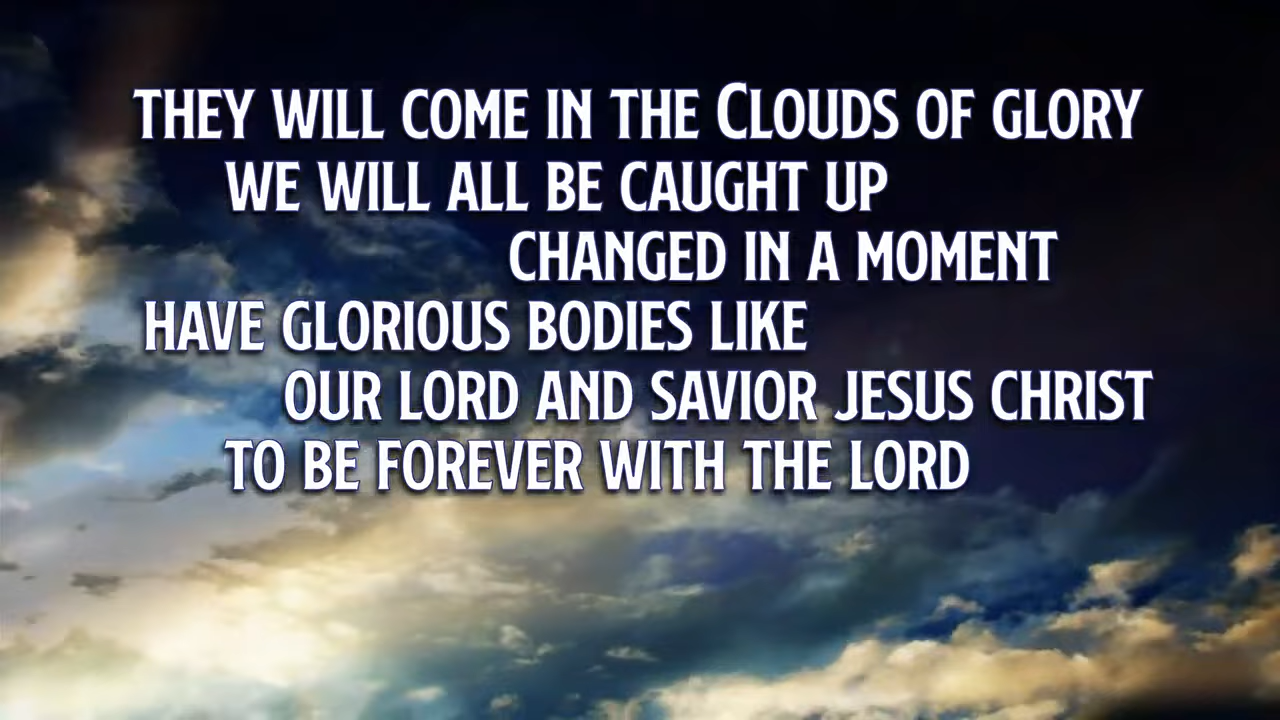 THEY WILL COME IN THE CLOUDS OF GLORY
WE WILL ALL BE CAUGHT UP
CHANGED IN A MOMENT
HAVE GLORIOUS BODIES LIKE
OUR LORD AND SAVIOR JESUS CHRIST
TO BE FOREVER WITH THE LORD